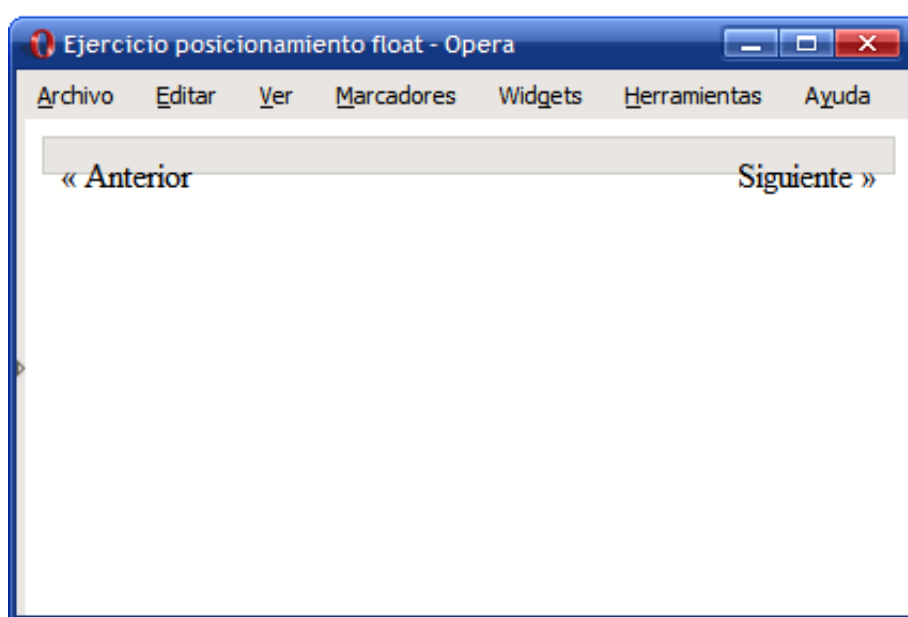 Ejercicio posicionamiento float - Opera
Archivo Editar Ver Marcadores Widgets Herramientas Ayuda
« Anterior Siguiente »